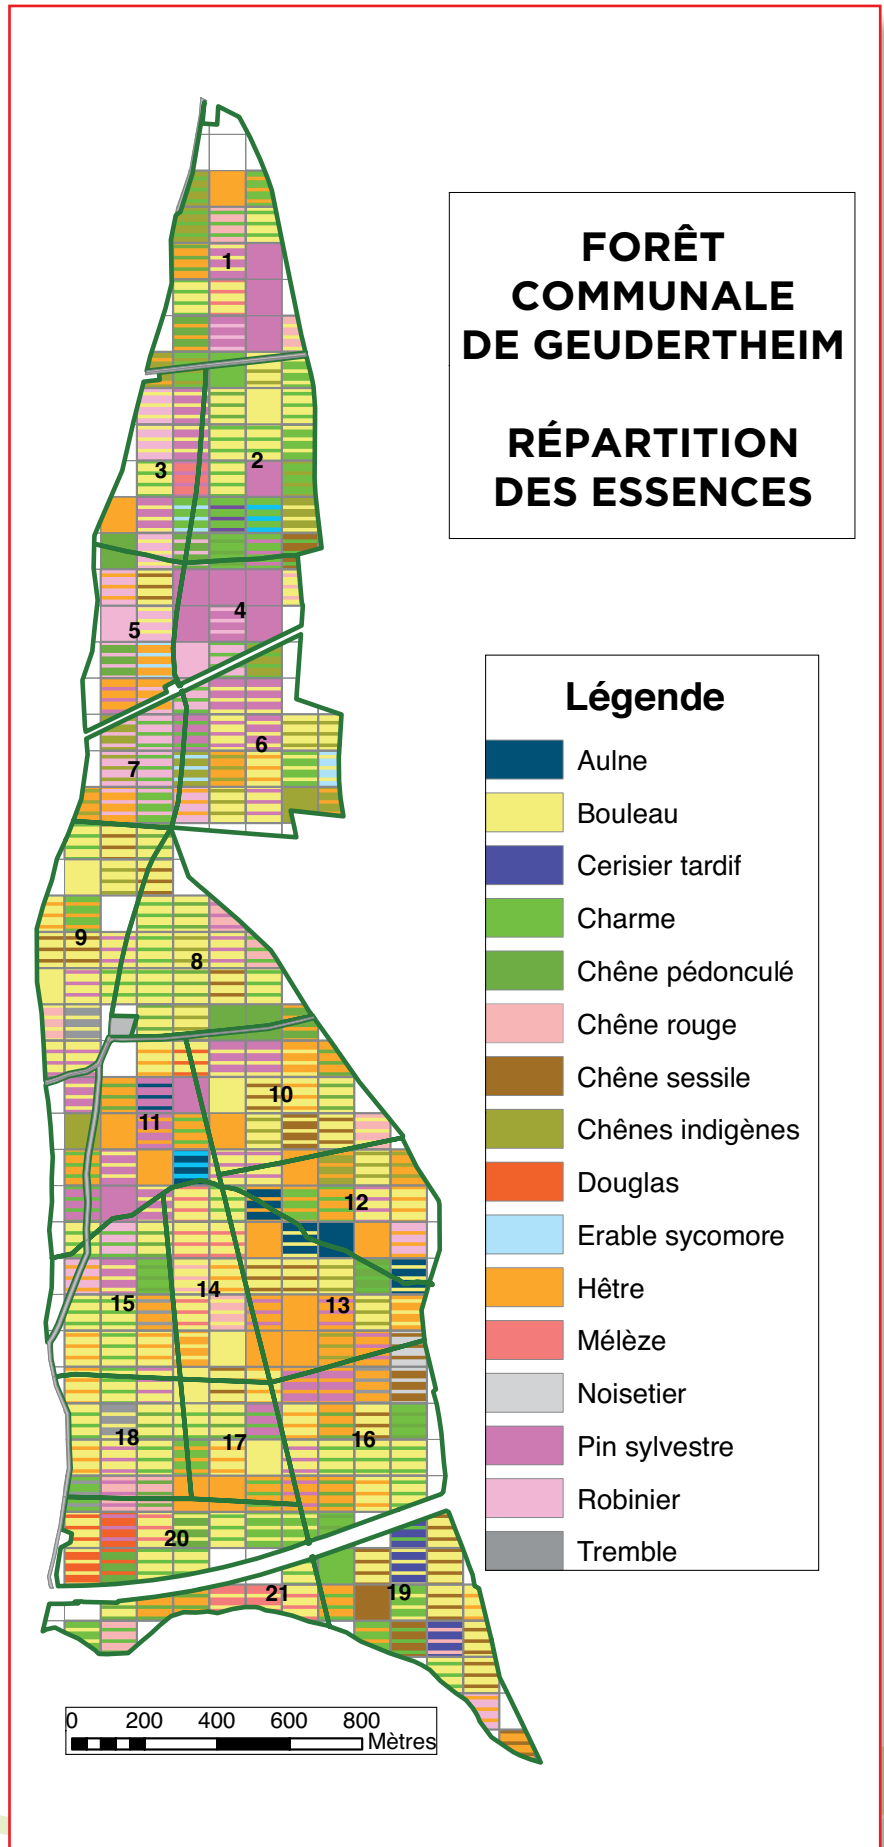 FORÊT
COMMUNALE
DE GEUDERTHEIM
RÉPARTITION
DES ESSENCES
1
2
3
4
5
6
7
8
9
10
11
12
13
14
15
16
17
18
19
20
21
Légende
Aulne
Bouleau
Cerisier tardif
Charme
Chêne pédonculé
Chêne rouge
Chêne sessile
Chênes indigènes
Douglas
Erable sycomore
Hêtre
Mélèze
Noisetier
Pin sylvestre
Robinier
Tremble
0 200 400 600 800
Mètres